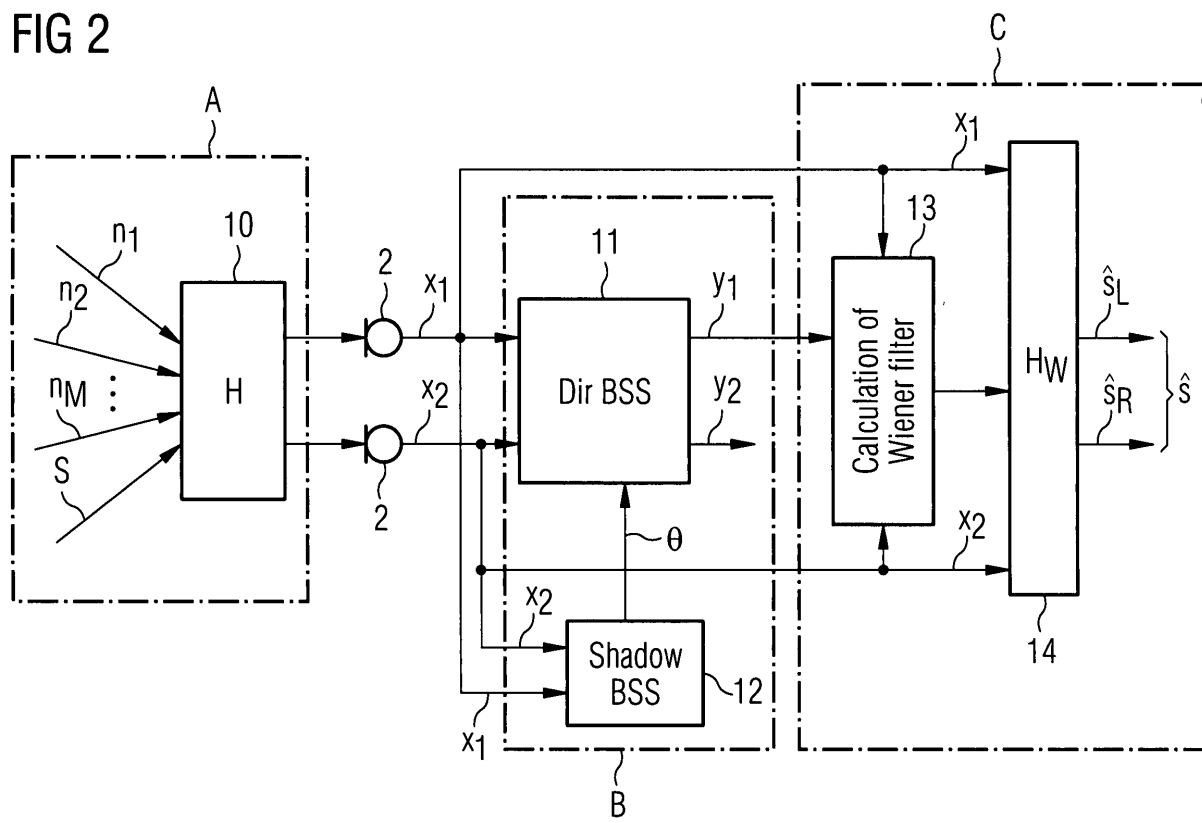 FIG 2
A
n1
n2
nM
S
10
H
2
x1
x2
2
11
Dir BSS
y1
y2
θ
x2
x1
Shadow
BSS
12
B
C
x1
13
Calculation of
Wiener filter
x2
HW
14
ŝL
ŝR
ŝ